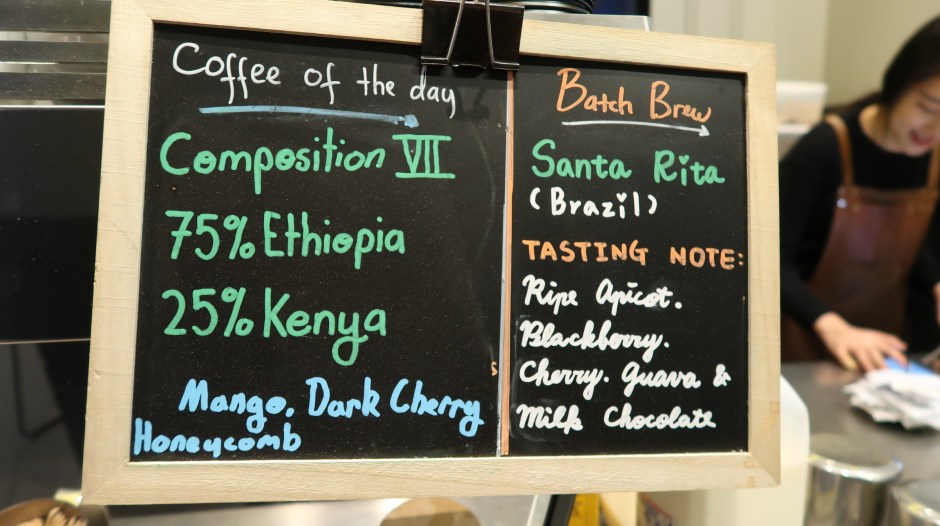 Coffee of the day
Composition VII
75% Ethiopia
25% Kenya
Mango, Dark Cherry
Honeycomb
Batch Brew
Santa Rita
(Brazil)
TASTING NOTE:
Ripe Apricot.
Blackberry.
Cherry. Guava &
Milk Chocolate